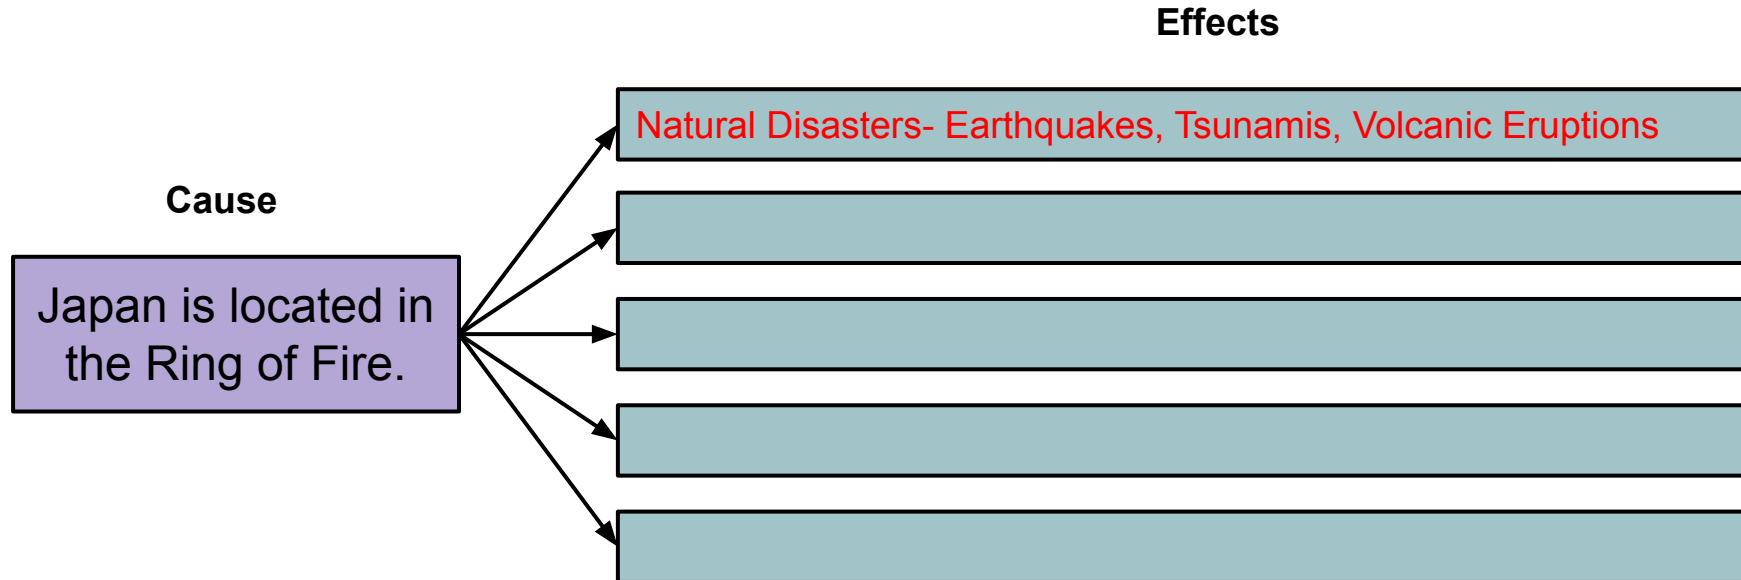 Effects
Natural Disasters- Earthquakes, Tsunamis, Volcanic Eruptions
Cause
Japan is located in
the Ring of Fire.